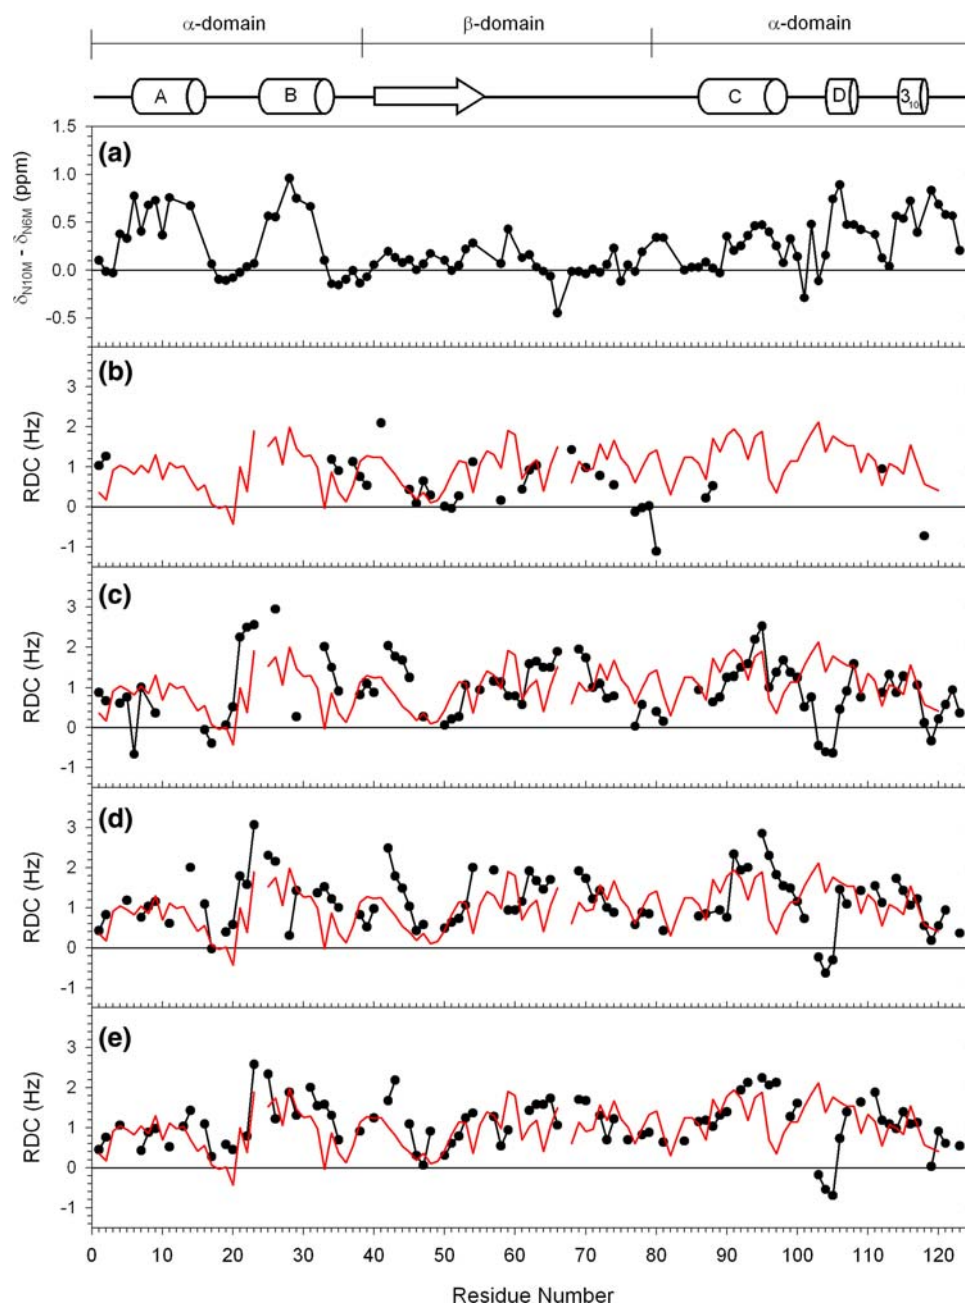 α-domain β-domain α-domain
A B C D 3₁₀
(a)
δN10M - δN6M (ppm)
1.5
1.0
0.5
0.0
-0.5
(b)
RDC (Hz)
3
2
1
0
-1
(c)
RDC (Hz)
3
2
1
0
-1
(d)
RDC (Hz)
3
2
1
0
-1
(e)
RDC (Hz)
3
2
1
0
-1
0 10 20 30 40 50 60 70 80 90 100 110 120
Residue Number